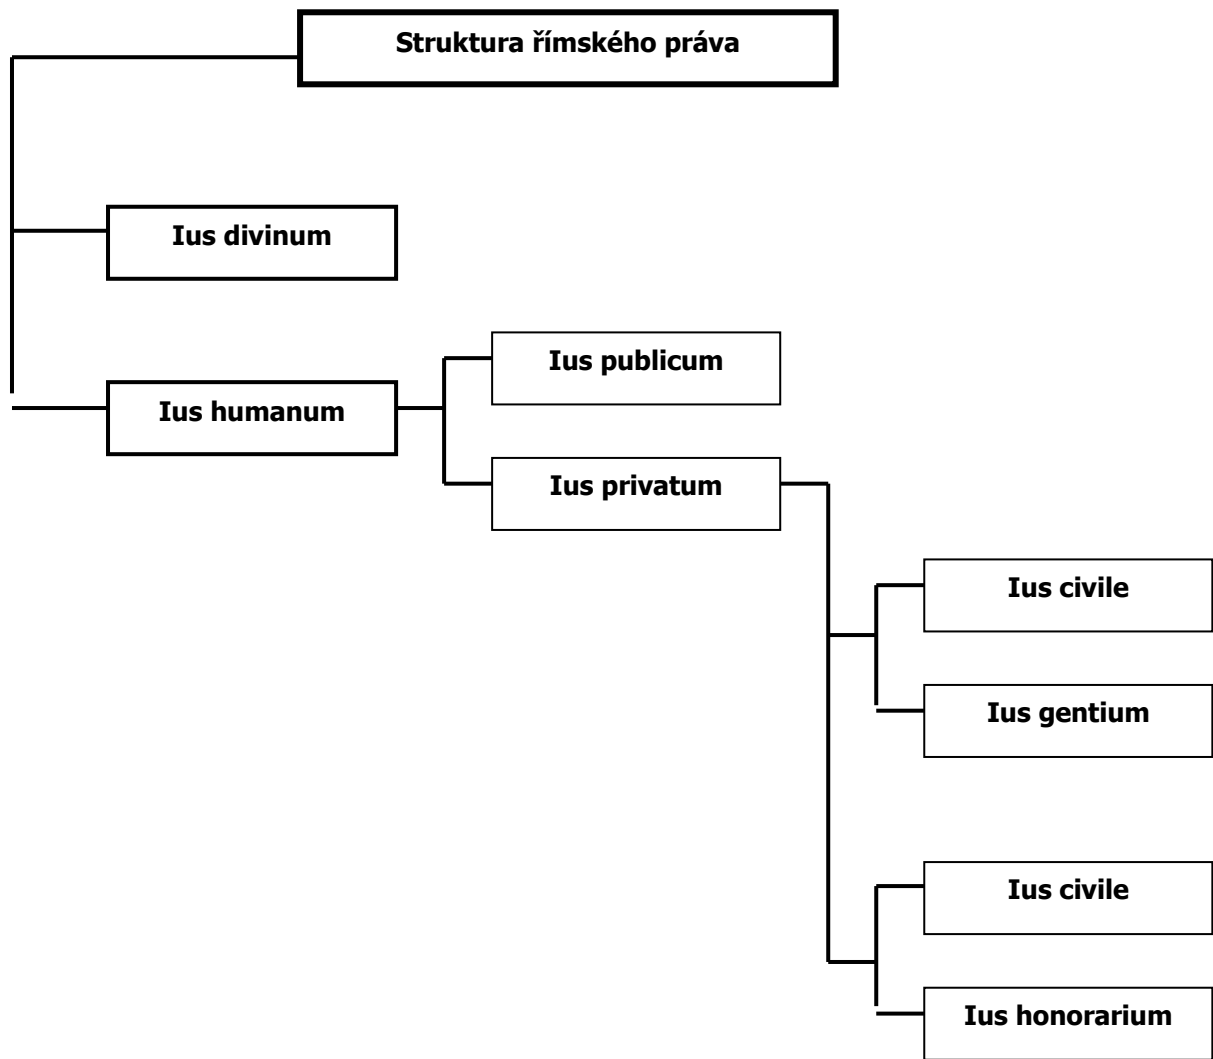 Struktura římského práva
Ius divinum
Ius publicum
Ius humanum
Ius privatum
Ius civile
Ius gentium
Ius civile
Ius honorarium